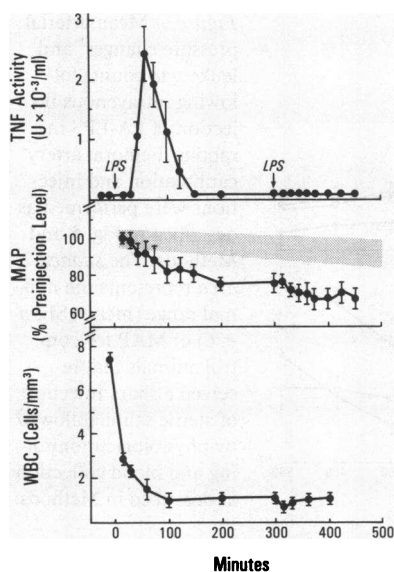 TNF Activity
(U × 10⁻³/ml)
3
2
1
LPS
LPS
MAP
% Preinjection Level)
100
80
60
WBC (Cells/mm³)
8
6
4
2
0
100
200
300
400
500
Minutes